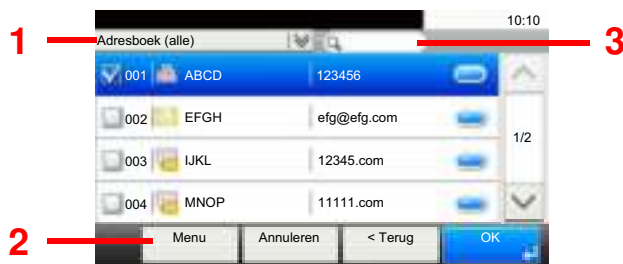 10:10
1 Adresboek (alle) 3
001 ABCD 123456
002 EFGH efg@efg.com
1/2
003 IJKL 12345.com
004 MNOP 11111.com
2 Menu Annuleren < Terug OK